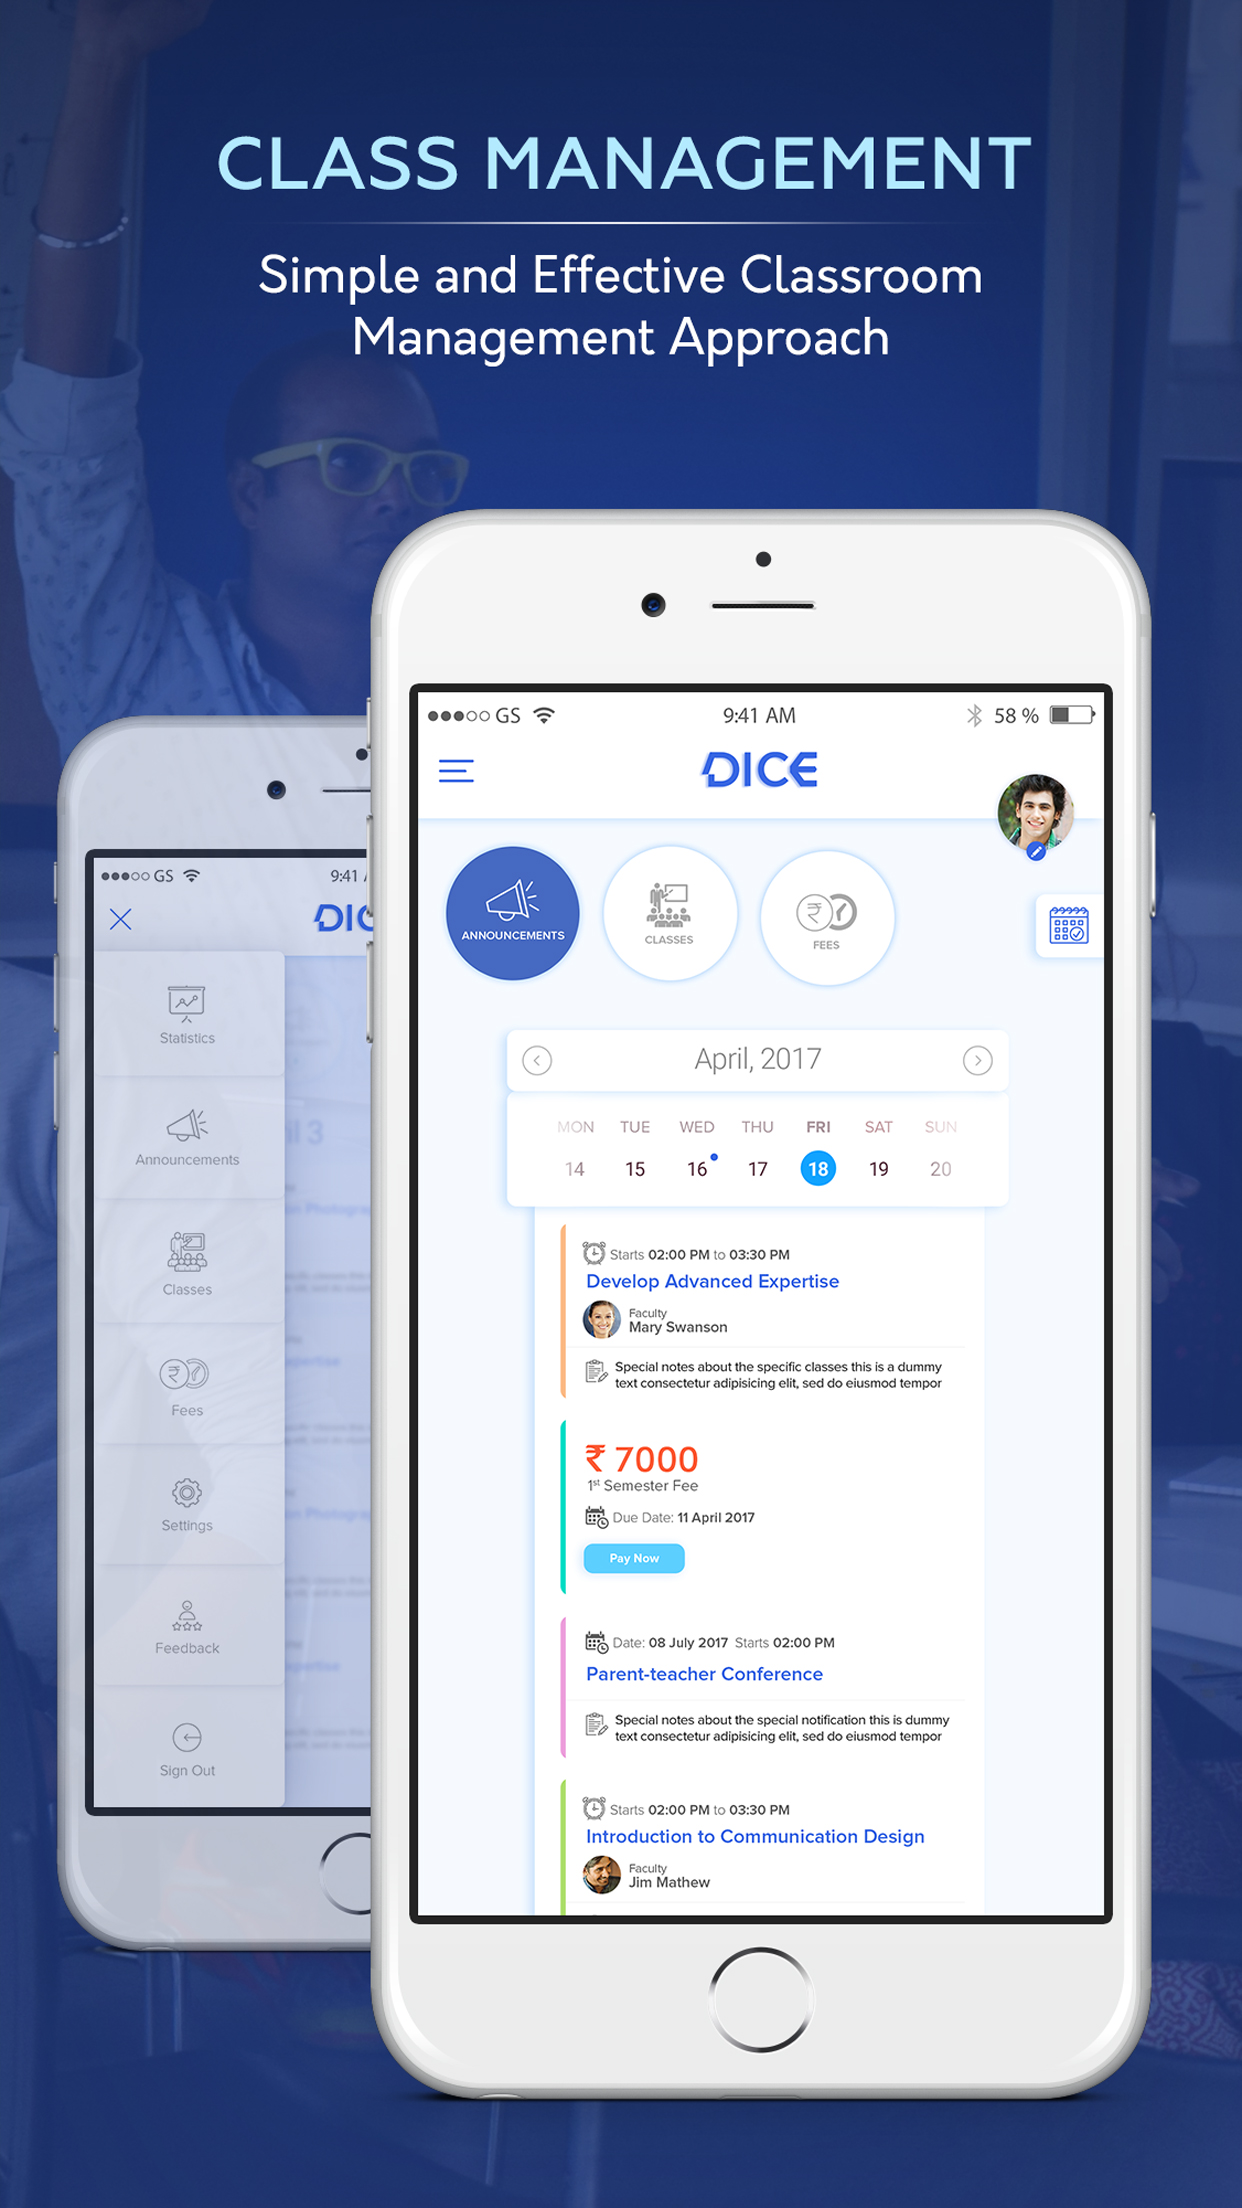 CLASS MANAGEMENT
Simple and Effective Classroom
Management Approach
GS
9:41 AM
58 %
DICE
ANNOUNCEMENTS
CLASSES
FEES
April, 2017
MON TUE WED THU FRI SAT SUN
14 15 16 17 18 19 20
Starts 02:00 PM to 03:30 PM
Develop Advanced Expertise
Faculty
Mary Swanson
Special notes about the specific classes this is a dummy
text consectetur adipisicing elit, sed do eiusmod tempor
₹ 7000
1st Semester Fee
Due Date: 11 April 2017
Pay Now
Date: 08 July 2017 Starts 02:00 PM
Parent-teacher Conference
Special notes about the special notification this is dummy
text consectetur adipisicing elit, sed do eiusmod tempor
Starts 02:00 PM to 03:30 PM
Introduction to Communication Design
Faculty
Jim Mathew
GS
9:41
DIC
Statistics
Announcements
Classes
Fees
Settings
Feedback
Sign Out